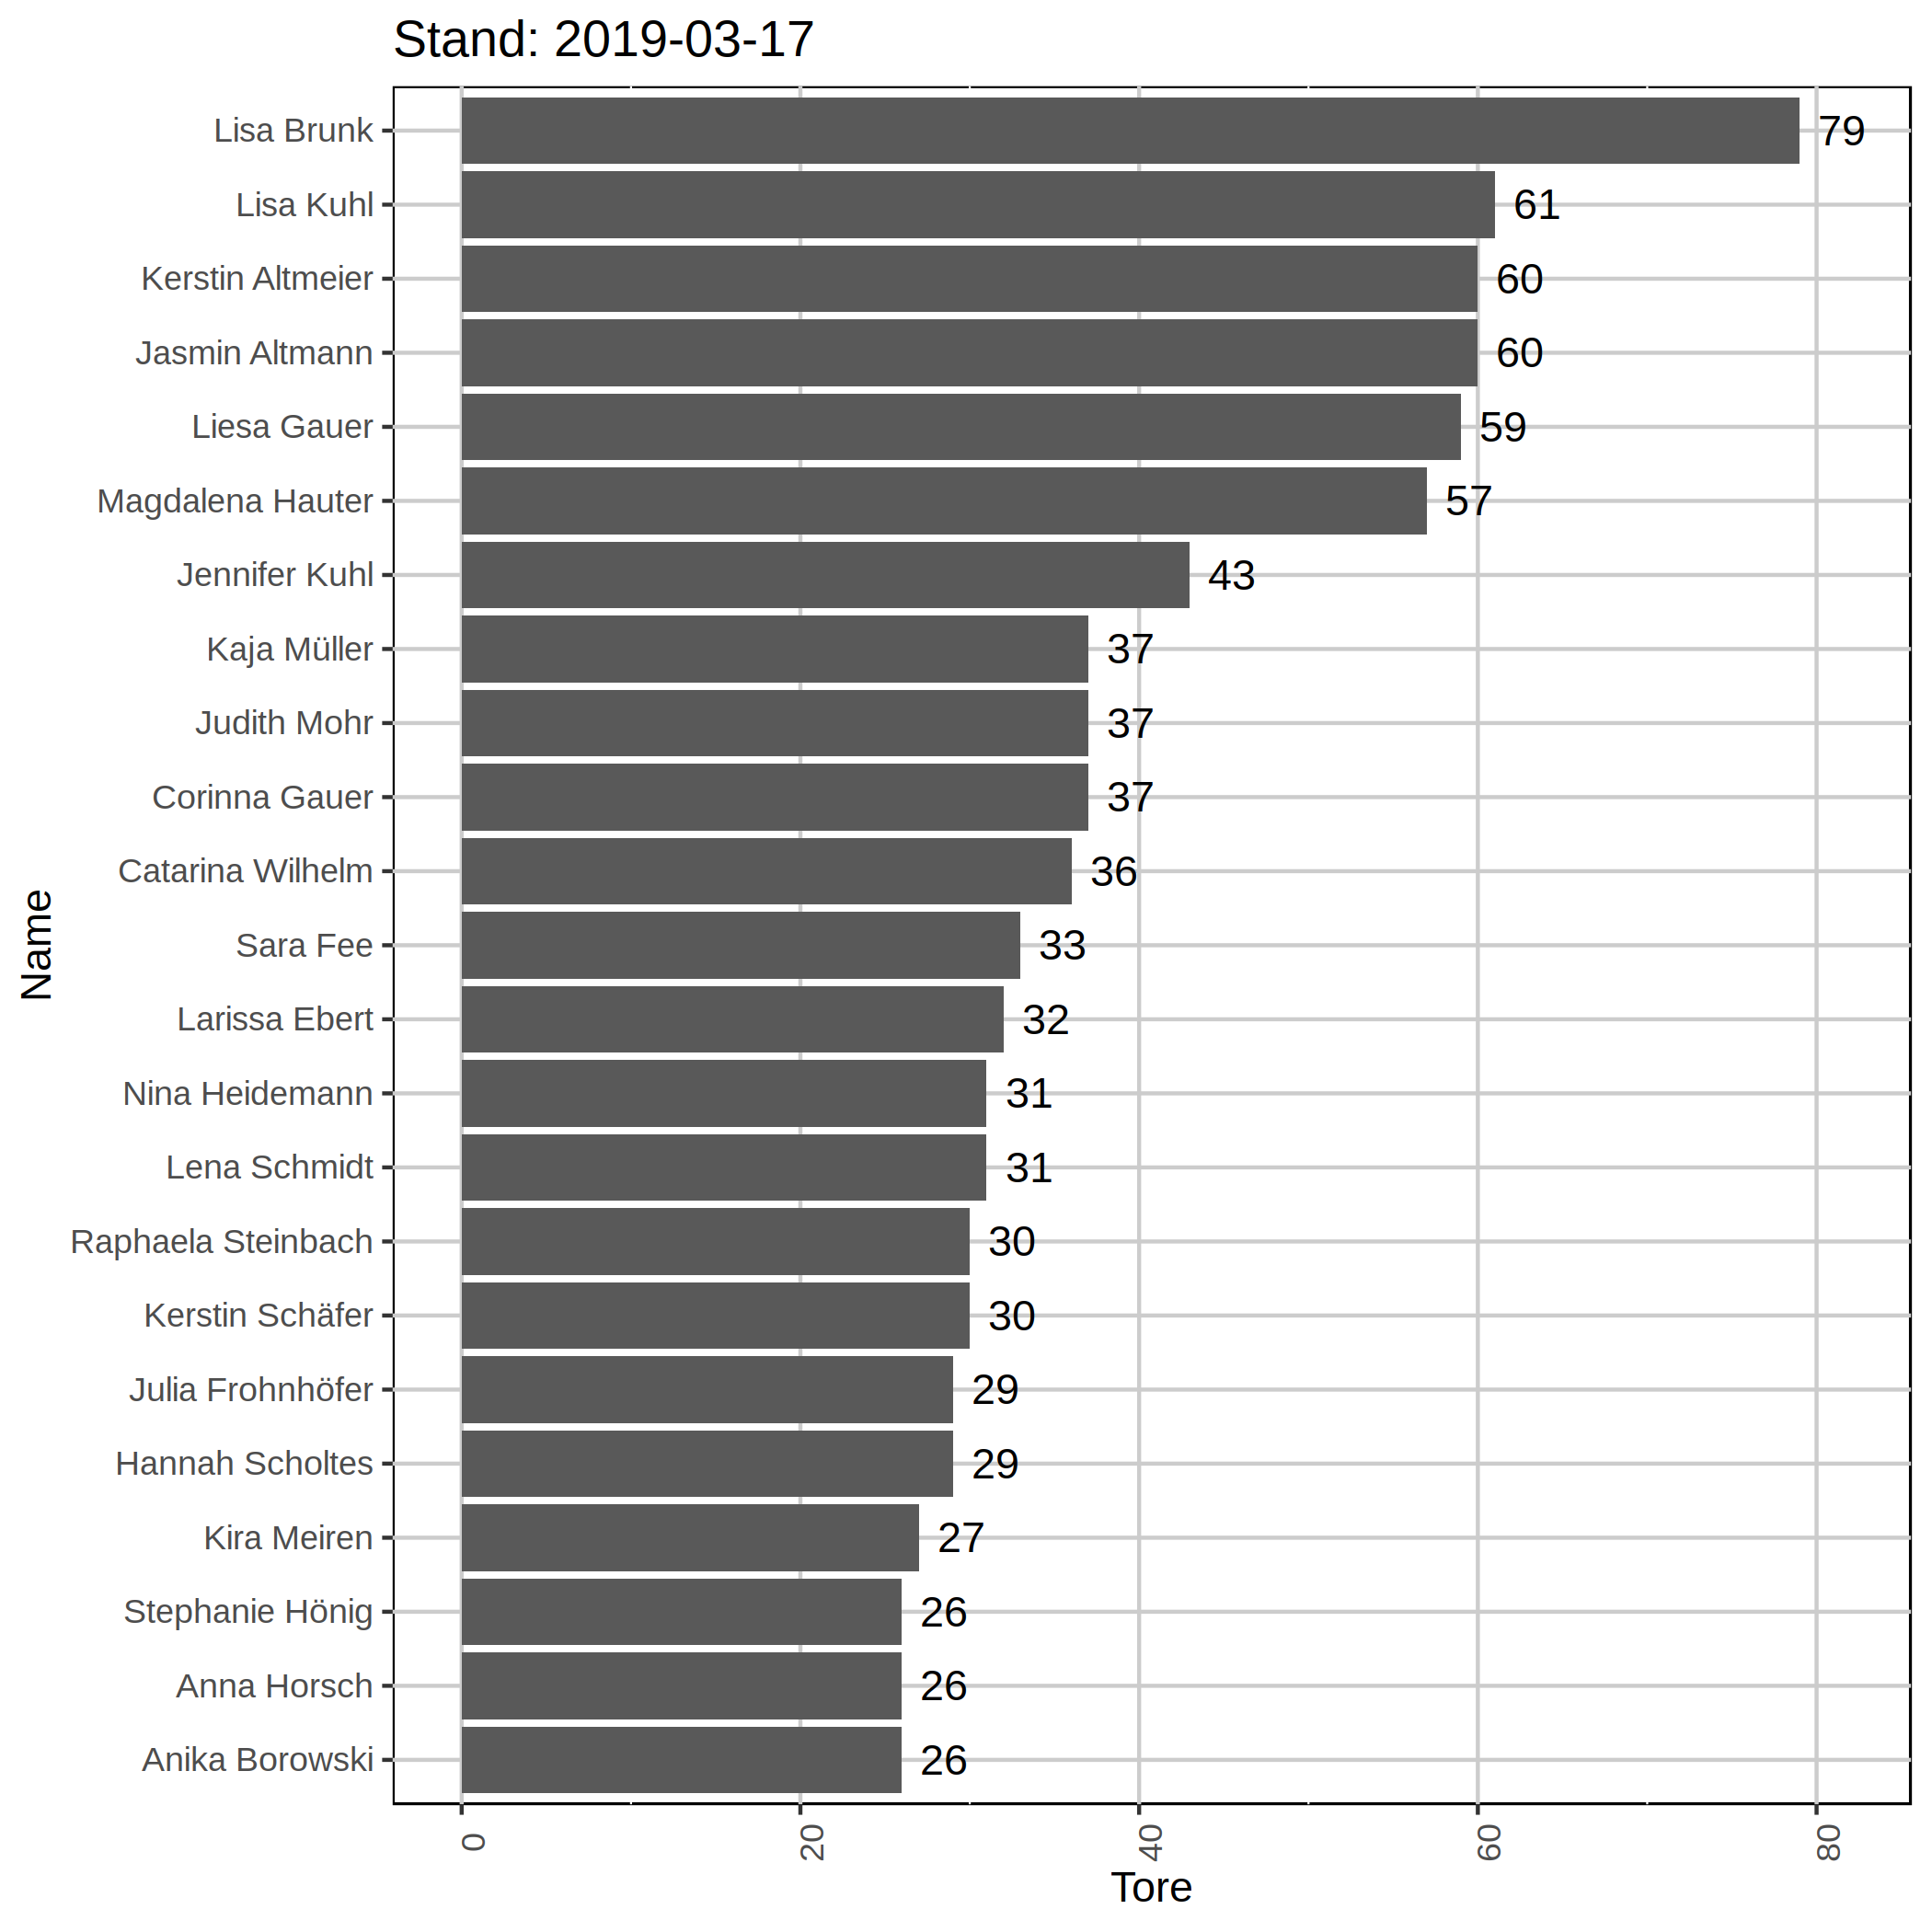 Stand: 2019-03-17
Lisa Brunk 79
Lisa Kuhl 61
Kerstin Altmeier 60
Jasmin Altmann 60
Liesa Gauer 59
Magdalena Hauter 57
Jennifer Kuhl 43
Kaja Müller 37
Judith Mohr 37
Corinna Gauer 37
Catarina Wilhelm 36
Sara Fee 33
Larissa Ebert 32
Nina Heidemann 31
Lena Schmidt 31
Raphaela Steinbach 30
Kerstin Schäfer 30
Julia Frohnhöfer 29
Hannah Scholtes 29
Kira Meiren 27
Stephanie Hönig 26
Anna Horsch 26
Anika Borowski 26
Name
0 20 40 60 80
Tore